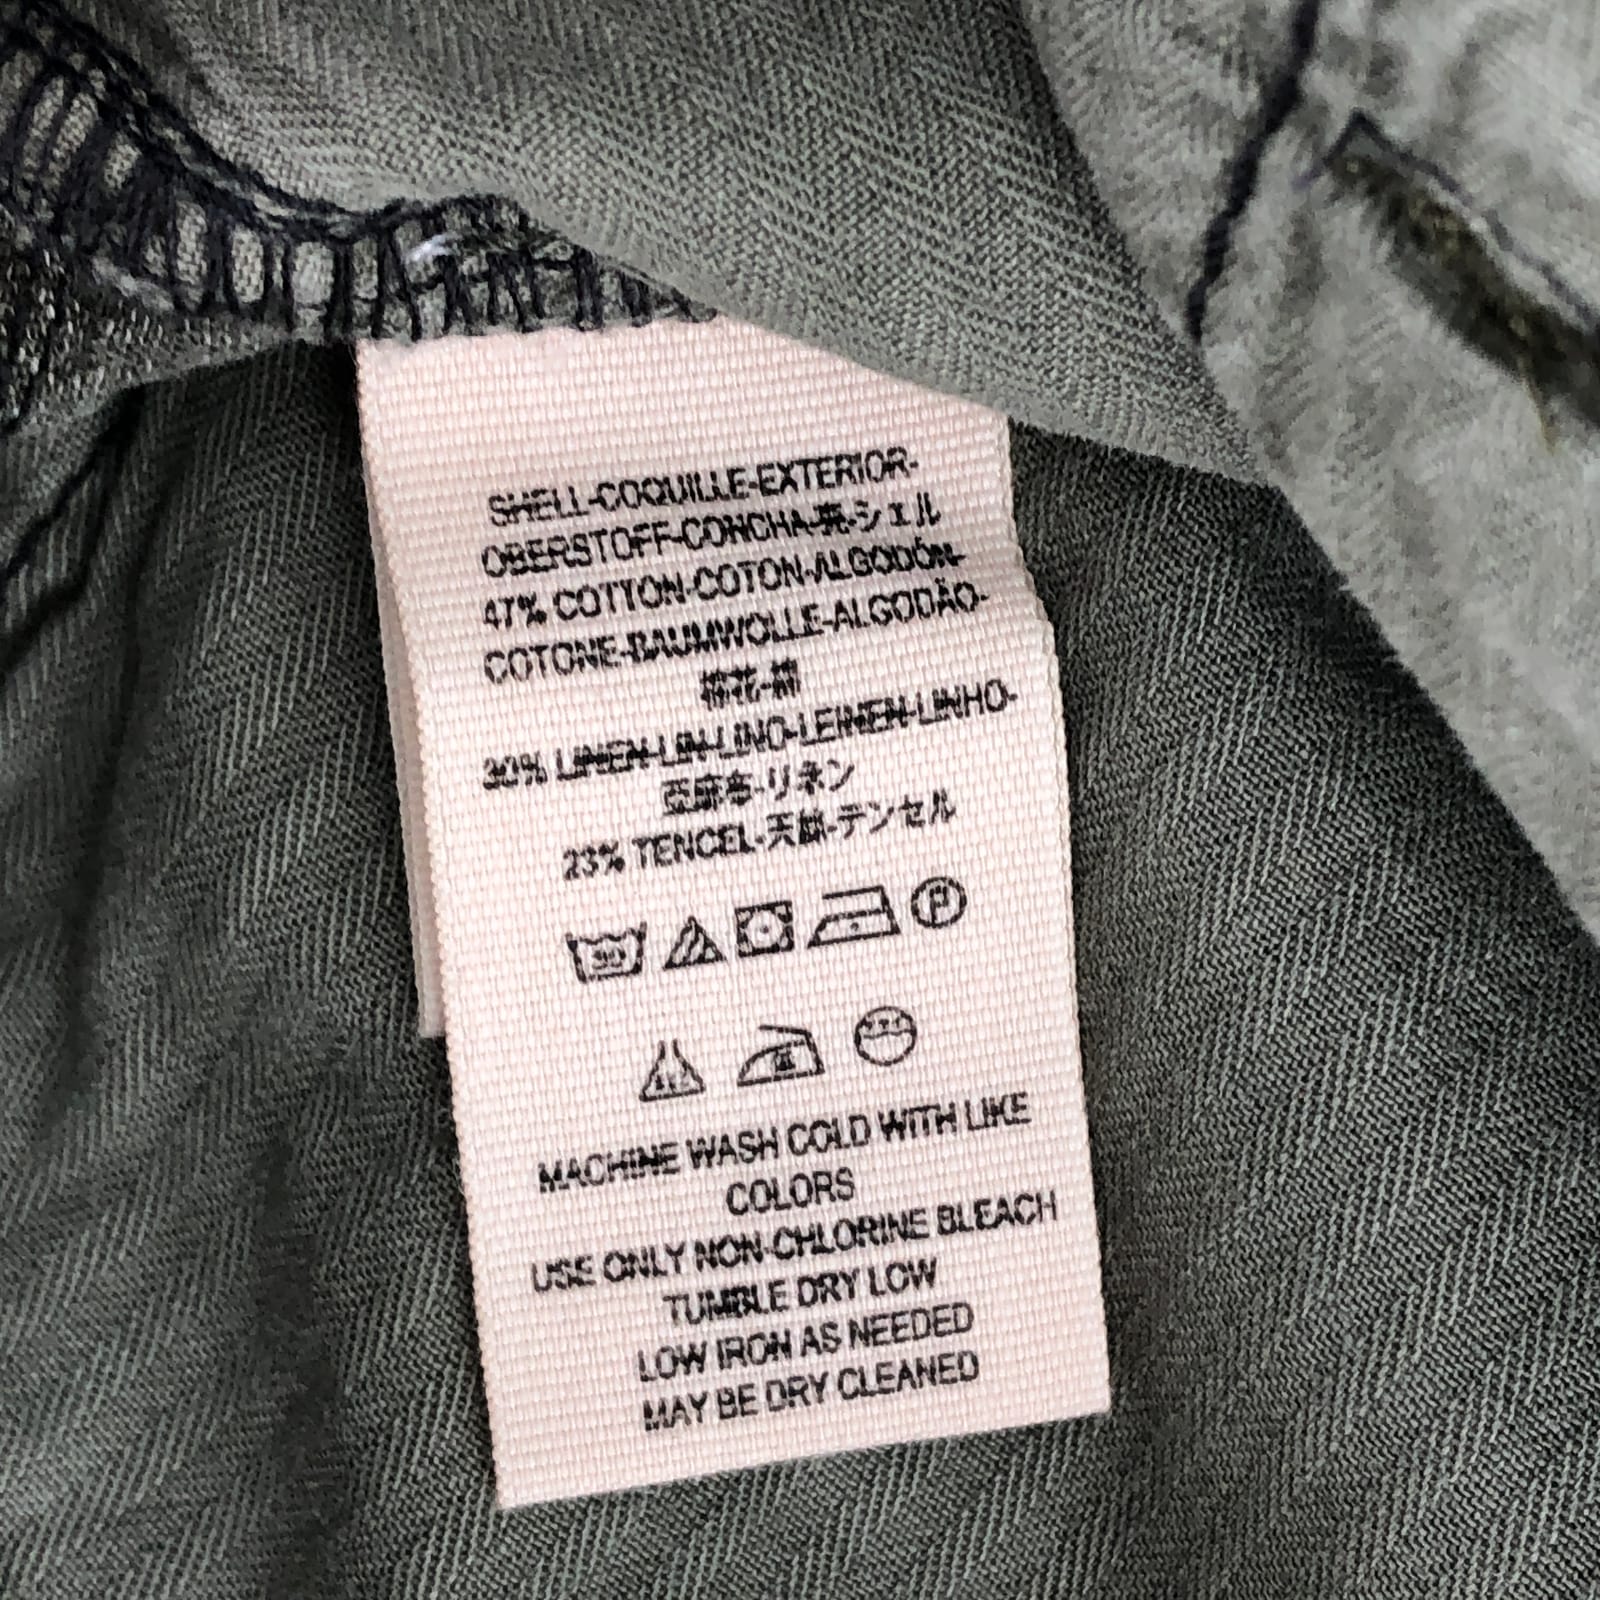 SHELL-COQUILLE-EXTERIOR-
OBERSTOFF-CONCHA-売-シェル
47% COTTON-COTON-ALGODÓN-
COTONE-BAUMWOLLE-ALGODÃO-
棉花-綿
30% LINEN-LIN-LINO-LEINEN-LINHO-
亞麻布-リネン
23% TENCEL-天絲-テンセル
30
P
MACHINE WASH COLD WITH LIKE
COLORS
USE ONLY NON-CHLORINE BLEACH
TUMBLE DRY LOW
LOW IRON AS NEEDED
MAY BE DRY CLEANED